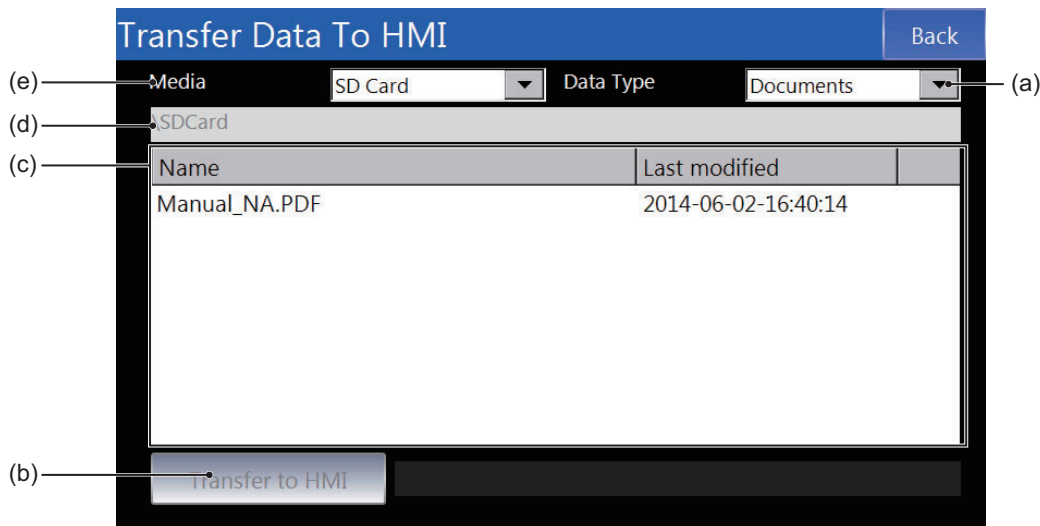 Transfer Data To HMI Back
(e) Media SD Card Data Type Documents (a)
(d) \SDCard
(c) Name Last modified
Manual_NA.PDF 2014-06-02-16:40:14
(b) Transfer to HMI